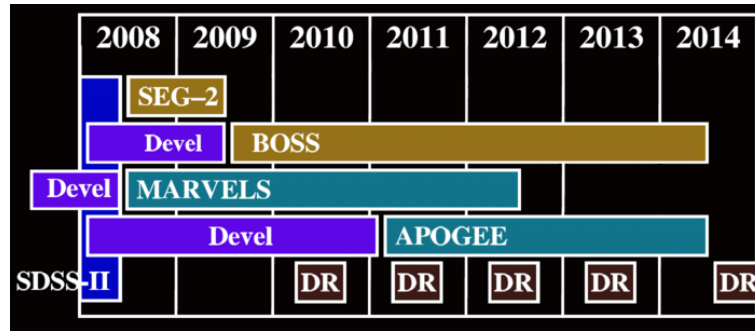 2008 2009 2010 2011 2012 2013 2014
SEG–2
Devel BOSS
Devel MARVELS
Devel APOGEE
SDSS-II DR DR DR DR DR